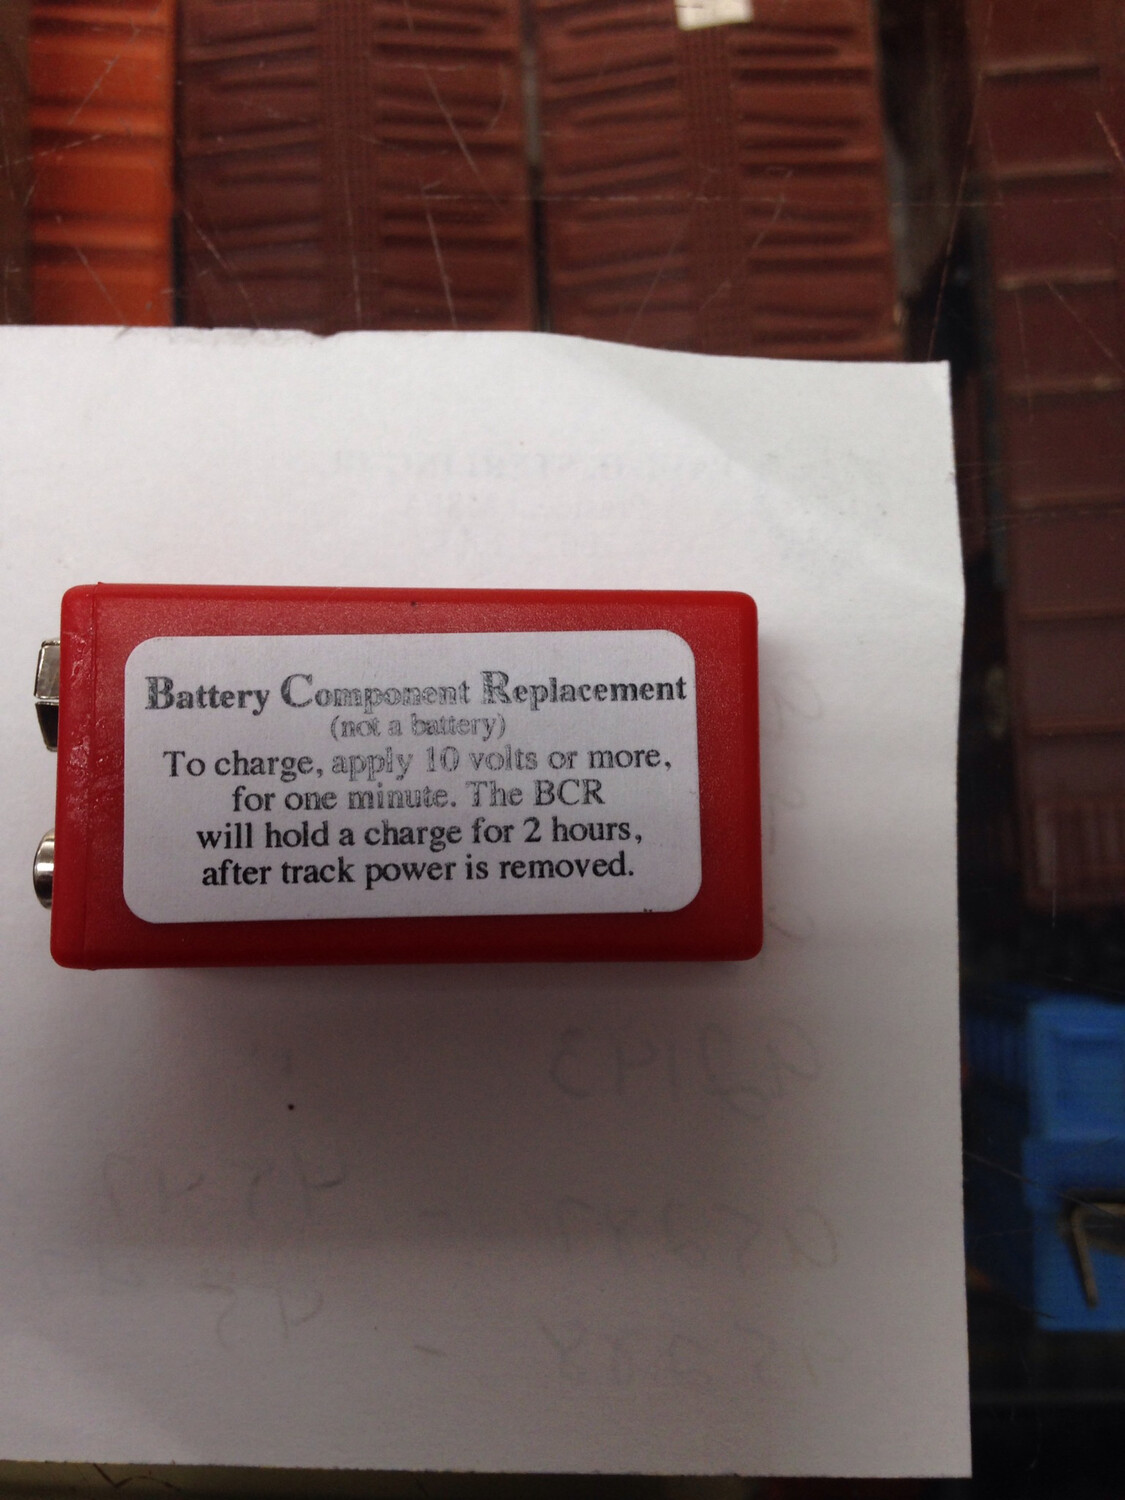 Battery Component Replacement
(not a battery)
To charge, apply 10 volts or more,
for one minute. The BCR
will hold a charge for 2 hours,
after track power is removed.